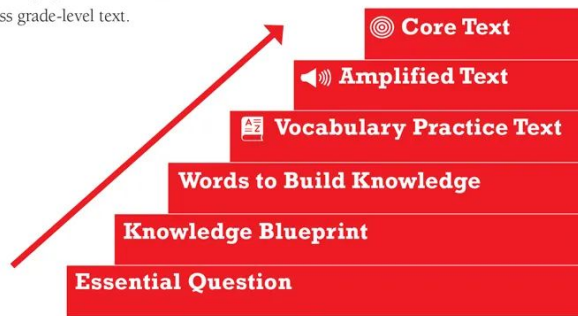 ss grade-level text.
Core Text
Amplified Text
Vocabulary Practice Text
Words to Build Knowledge
Knowledge Blueprint
Essential Question